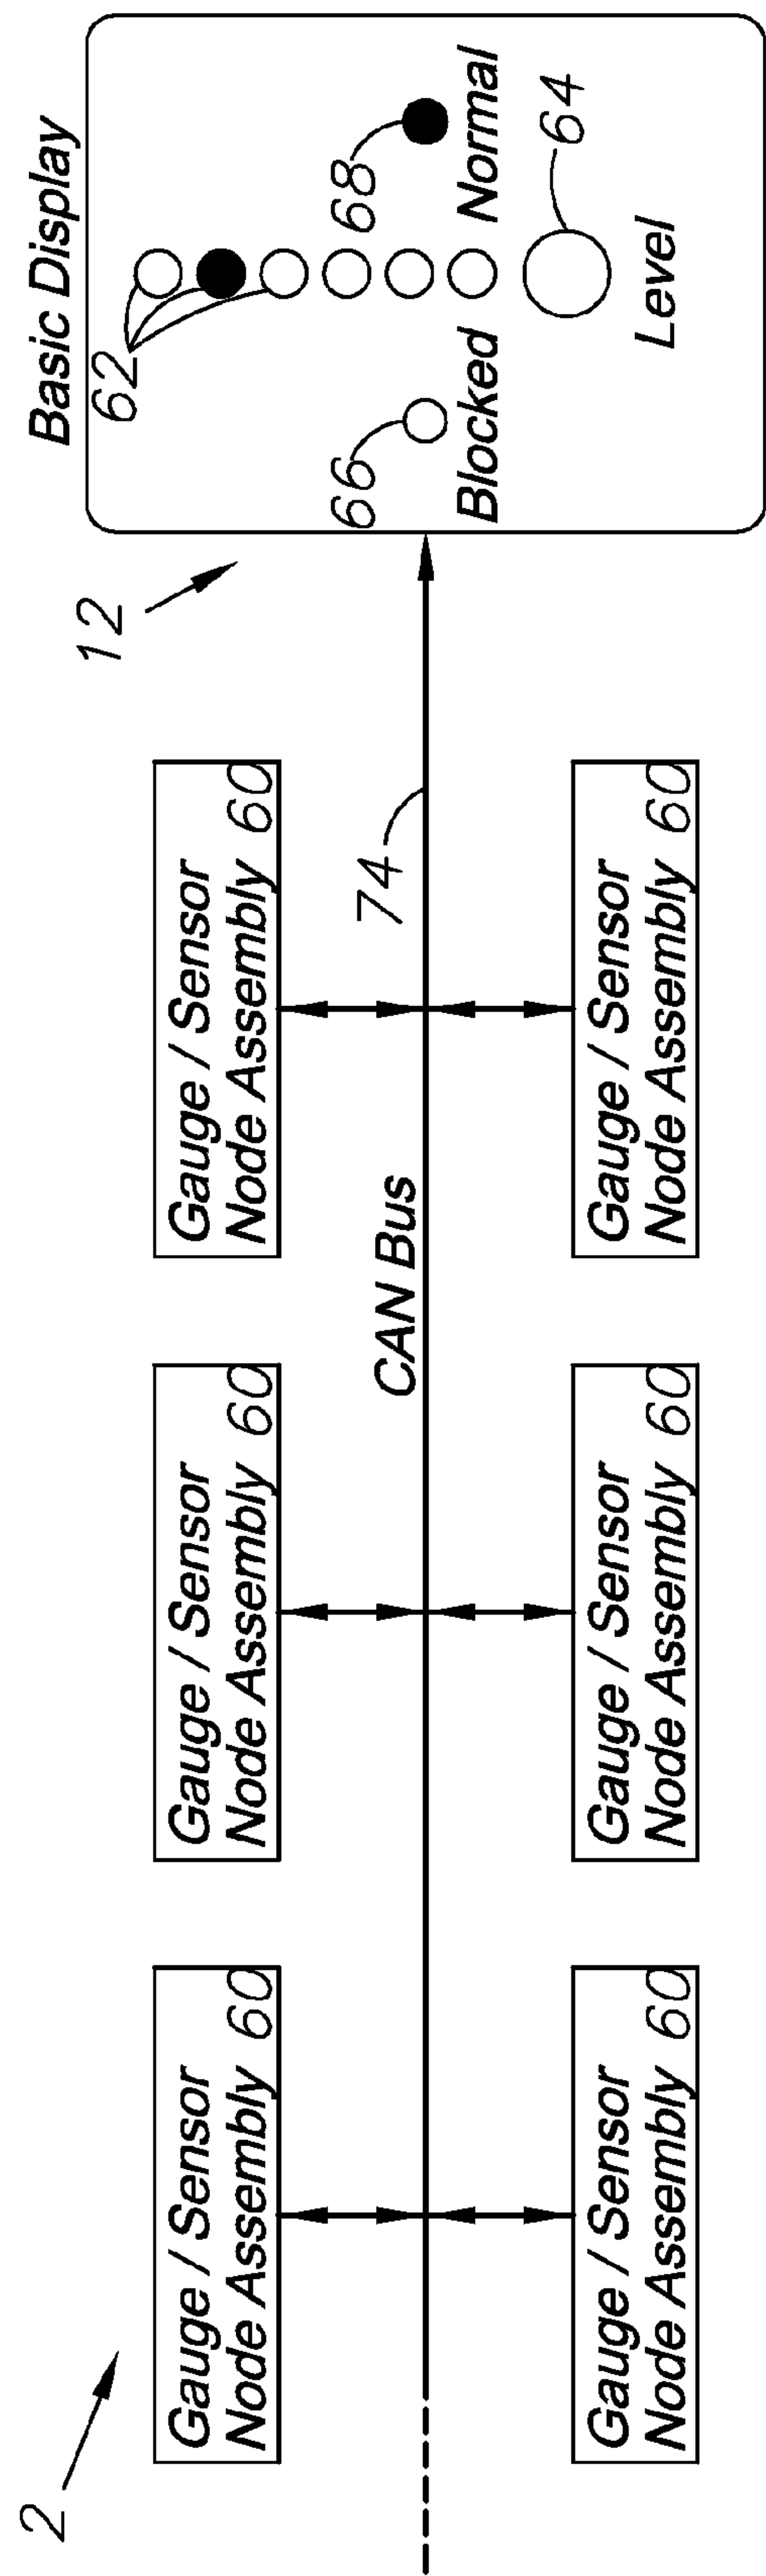 2
Gauge / Sensor
Node Assembly 60
Gauge / Sensor
Node Assembly 60
Gauge / Sensor
Node Assembly 60
CAN Bus
74
Gauge / Sensor
Node Assembly 60
Gauge / Sensor
Node Assembly 60
Gauge / Sensor
Node Assembly 60
12
Basic Display
62
66
68
Blocked
Normal
64
Level